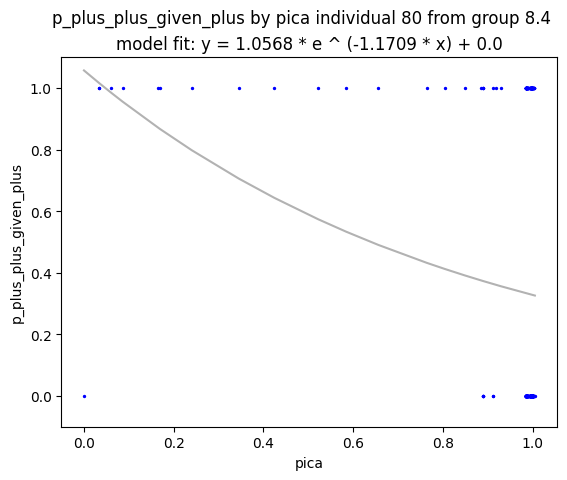 p_plus_plus_given_plus by pica individual 80 from group 8.4
model fit: y = 1.0568 * e ^ (-1.1709 * x) + 0.0
p_plus_plus_given_plus
1.0
0.8
0.6
0.4
0.2
0.0
0.0 0.2 0.4 0.6 0.8 1.0
pica